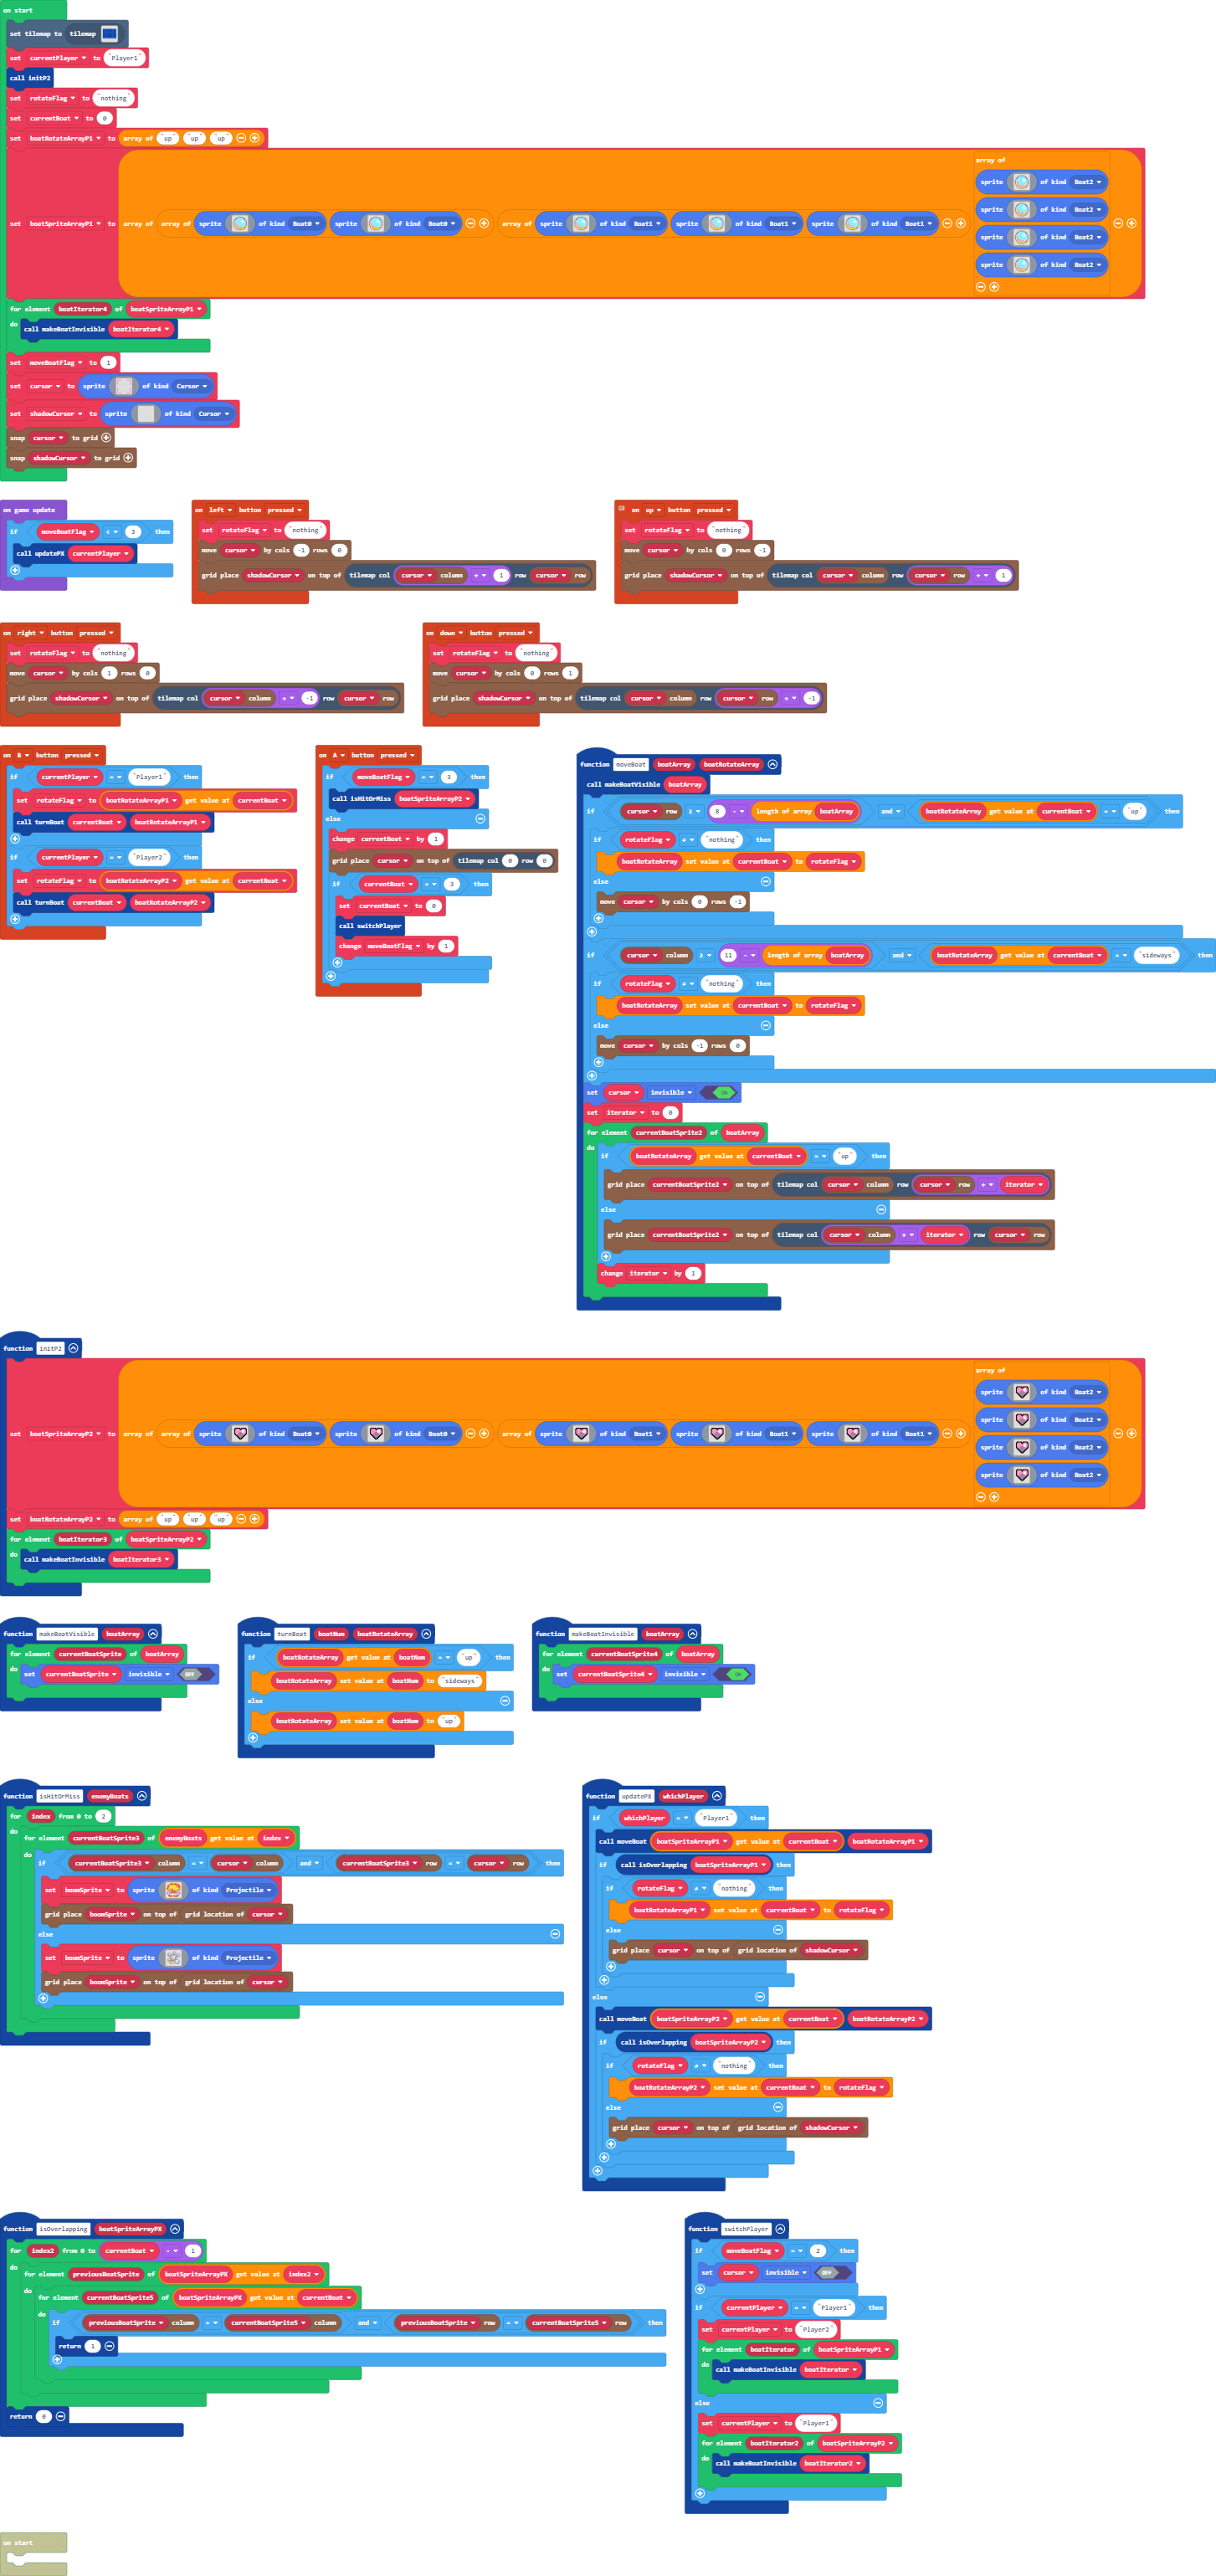 on start
set tilemap to tilemap
set currentPlayer to "Player1"
call initP2
set rotateFlag to "nothing"
set currentBoat to 0
set boatRotateArrayP1 to array of "up" "up" "up"
array of
sprite of kind Boat2
sprite of kind Boat2
set boatSpriteArrayP1 to array of array of sprite of kind Boat0 sprite of kind Boat0 array of sprite of kind Boat1 sprite of kind Boat1 sprite of kind Boat1
sprite of kind Boat2
sprite of kind Boat2
for element boatIterator4 of boatSpriteArrayP1
do call makeBoatInvisible boatIterator4
set moveBoatFlag to 1
set cursor to sprite of kind Cursor
set shadowCursor to sprite of kind Cursor
snap cursor to grid
snap shadowCursor to grid
on game update
if moveBoatFlag < 3 then
call updatePX currentPlayer
on left button pressed
set rotateFlag to "nothing"
move cursor by cols -1 rows 0
grid place shadowCursor on top of tilemap col cursor column + 1 row cursor row
on up button pressed
set rotateFlag to "nothing"
move cursor by cols 0 rows -1
grid place shadowCursor on top of tilemap col cursor column row cursor row + 1
on right button pressed
set rotateFlag to "nothing"
move cursor by cols 1 rows 0
grid place shadowCursor on top of tilemap col cursor column + -1 row cursor row
on down button pressed
set rotateFlag to "nothing"
move cursor by cols 0 rows 1
grid place shadowCursor on top of tilemap col cursor column row cursor row + -1
on B button pressed
if currentPlayer = "Player1" then
set rotateFlag to boatRotateArrayP1 get value at currentBoat
call turnBoat currentBoat boatRotateArrayP1
if currentPlayer = "Player2" then
set rotateFlag to boatRotateArrayP2 get value at currentBoat
call turnBoat currentBoat boatRotateArrayP2
on A button pressed
if moveBoatFlag = 3 then
call isHitOrMiss boatSpriteArrayP2
else
change currentBoat by 1
grid place cursor on top of tilemap col 0 row 0
if currentBoat = 3 then
set currentBoat to 0
call switchPlayer
change moveBoatFlag by 1
function moveBoat boatArray boatRotateArray
call makeBoatVisible boatArray
if cursor row ≥ 8 - length of array boatArray and boatRotateArray get value at currentBoat = "up" then
if rotateFlag ≠ "nothing" then
boatRotateArray set value at currentBoat to rotateFlag
else
move cursor by cols 0 rows -1
if cursor column ≥ 11 - length of array boatArray and boatRotateArray get value at currentBoat = "sideways" then
if rotateFlag ≠ "nothing" then
boatRotateArray set value at currentBoat to rotateFlag
else
move cursor by cols -1 rows 0
set cursor invisible ON
set iterator to 0
for element currentBoatSprite2 of boatArray
do if boatRotateArray get value at currentBoat = "up" then
grid place currentBoatSprite2 on top of tilemap col cursor column row cursor row + iterator
else
grid place currentBoatSprite2 on top of tilemap col cursor column + iterator row cursor row
change iterator by 1
function initP2
array of
sprite of kind Boat2
sprite of kind Boat2
set boatSpriteArrayP2 to array of array of sprite of kind Boat0 sprite of kind Boat0 array of sprite of kind Boat1 sprite of kind Boat1 sprite of kind Boat1
sprite of kind Boat2
sprite of kind Boat2
set boatRotateArrayP2 to array of "up" "up" "up"
for element boatIterator3 of boatSpriteArrayP2
do call makeBoatInvisible boatIterator3
function makeBoatVisible boatArray
for element currentBoatSprite of boatArray
do set currentBoatSprite invisible OFF
function turnBoat boatNum boatRotateArray
if boatRotateArray get value at boatNum = "up" then
boatRotateArray set value at boatNum to "sideways"
else
boatRotateArray set value at boatNum to "up"
function makeBoatInvisible boatArray
for element currentBoatSprite4 of boatArray
do set currentBoatSprite4 invisible ON
function isHitOrMiss enemyBoats
for index from 0 to 2
do for element currentBoatSprite3 of enemyBoats get value at index
do if currentBoatSprite3 column = cursor column and currentBoatSprite3 row = cursor row then
set boomSprite to sprite of kind Projectile
grid place boomSprite on top of grid location of cursor
else
set boomSprite to sprite of kind Projectile
grid place boomSprite on top of grid location of cursor
function updatePX whichPlayer
if whichPlayer = "Player1" then
call moveBoat boatSpriteArrayP1 get value at currentBoat boatRotateArrayP1
if call isOverlapping boatSpriteArrayP1 then
if rotateFlag ≠ "nothing" then
boatRotateArrayP1 set value at currentBoat to rotateFlag
else
grid place cursor on top of grid location of shadowCursor
else
call moveBoat boatSpriteArrayP2 get value at currentBoat boatRotateArrayP2
if call isOverlapping boatSpriteArrayP2 then
if rotateFlag ≠ "nothing" then
boatRotateArrayP2 set value at currentBoat to rotateFlag
else
grid place cursor on top of grid location of shadowCursor
function isOverlapping boatSpriteArrayPX
for index2 from 0 to currentBoat - 1
do for element previousBoatSprite of boatSpriteArrayPX get value at index2
do for element currentBoatSprite5 of boatSpriteArrayPX get value at currentBoat
do if previousBoatSprite column = currentBoatSprite5 column and previousBoatSprite row = currentBoatSprite5 row then
return 1
return 0
function switchPlayer
if moveBoatFlag = 2 then
set cursor invisible OFF
if currentPlayer = "Player1" then
set currentPlayer to "Player2"
for element boatIterator of boatSpriteArrayP1
do call makeBoatInvisible boatIterator
else
set currentPlayer to "Player1"
for element boatIterator2 of boatSpriteArrayP2
do call makeBoatInvisible boatIterator2
on start